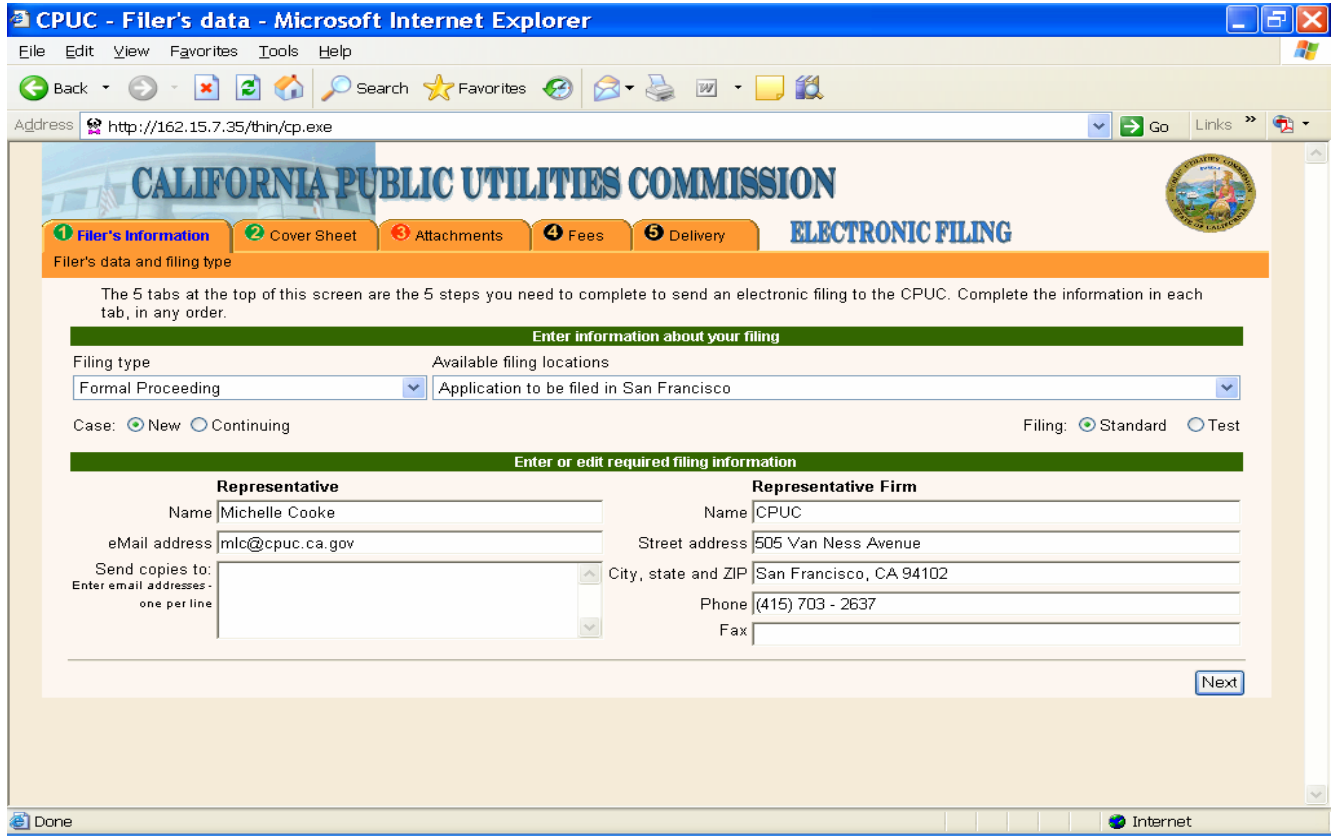 CPUC - Filer's data - Microsoft Internet Explorer
File Edit View Favorites Tools Help
Back Search Favorites
Address http://162.15.7.35/thin/cp.exe Go Links »
CALIFORNIA PUBLIC UTILITIES COMMISSION
1 Filer's Information 2 Cover Sheet 3 Attachments 4 Fees 5 Delivery ELECTRONIC FILING
Filer's data and filing type
The 5 tabs at the top of this screen are the 5 steps you need to complete to send an electronic filing to the CPUC. Complete the information in each
tab, in any order.
Enter information about your filing
Filing type Available filing locations
Formal Proceeding Application to be filed in San Francisco
Case: New Continuing Filing: Standard Test
Enter or edit required filing information
Representative Representative Firm
Name Michelle Cooke Name CPUC
eMail address mlc@cpuc.ca.gov Street address 505 Van Ness Avenue
Send copies to: City, state and ZIP San Francisco, CA 94102
Enter email addresses -
one per line Phone (415) 703 - 2637
Fax
Next
Done Internet